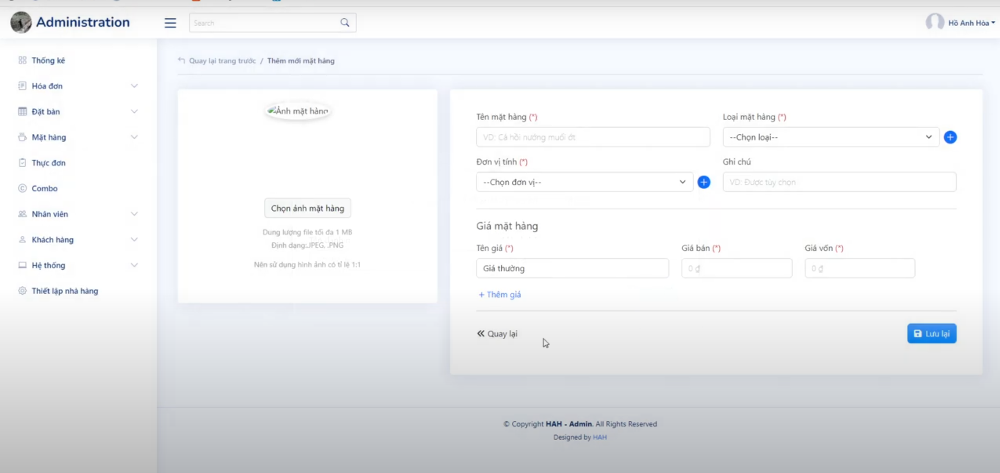 Administration
Search
Hồ Anh Hòa
Thống kê
Hóa đơn
Đặt bàn
Mặt hàng
Thực đơn
Combo
Nhân viên
Khách hàng
Hệ thống
Thiết lập nhà hàng
Quay lại trang trước / Thêm mới mặt hàng
Ảnh mặt hàng
Chọn ảnh mặt hàng
Dung lượng file tối đa 1 MB
Định dạng:.JPEG, .PNG
Nên sử dụng hình ảnh có tỉ lệ 1:1
Tên mặt hàng (*)
Loại mặt hàng (*)
VD: Cá hồi nướng muối ớt
--Chọn loại--
Đơn vị tính (*)
Ghi chú
--Chọn đơn vị--
VD: Được tùy chọn
Giá mặt hàng
Tên giá (*)
Giá bán (*)
Giá vốn (*)
Giá thường
0 ₫
0 ₫
+ Thêm giá
Quay lại
Lưu lại
© Copyright HAH - Admin. All Rights Reserved
Designed by HAH